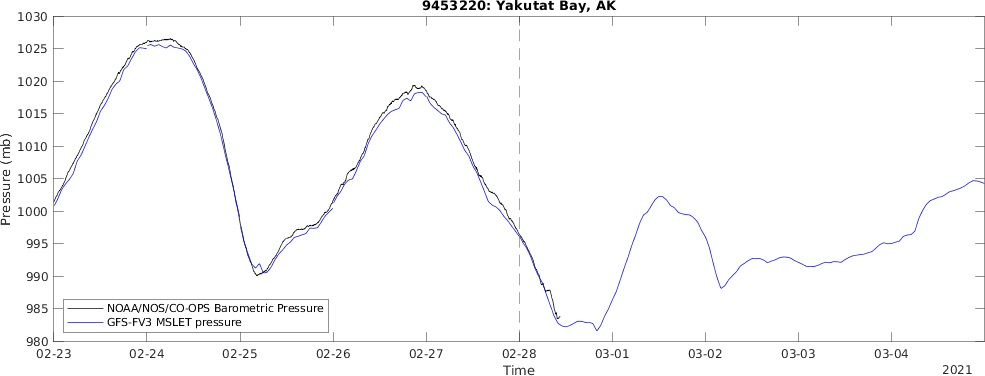 9453220: Yakutat Bay, AK
Pressure (mb)
1030
1025
1020
1015
1010
1005
1000
995
990
985
980
NOAA/NOS/CO-OPS Barometric Pressure
GFS-FV3 MSLET pressure
02-23 02-24 02-25 02-26 02-27 02-28 03-01 03-02 03-03 03-04
Time
2021